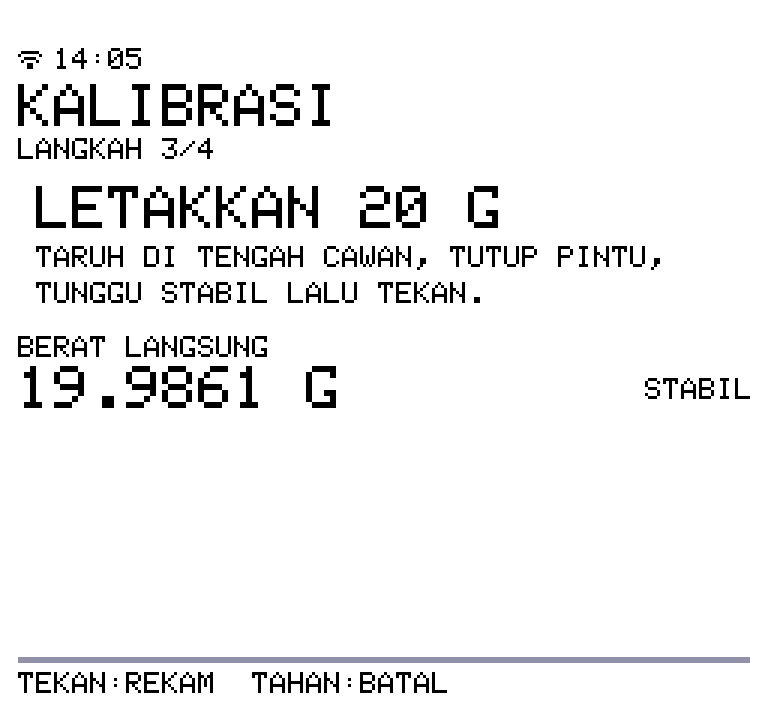 14:05
KALIBRASI
LANGKAH 3/4
LETAKKAN 20 G
TARUH DI TENGAH CAWAN, TUTUP PINTU,
TUNGGU STABIL LALU TEKAN.
BERAT LANGSUNG
19.9861 G STABIL
TEKAN:REKAM TAHAN:BATAL